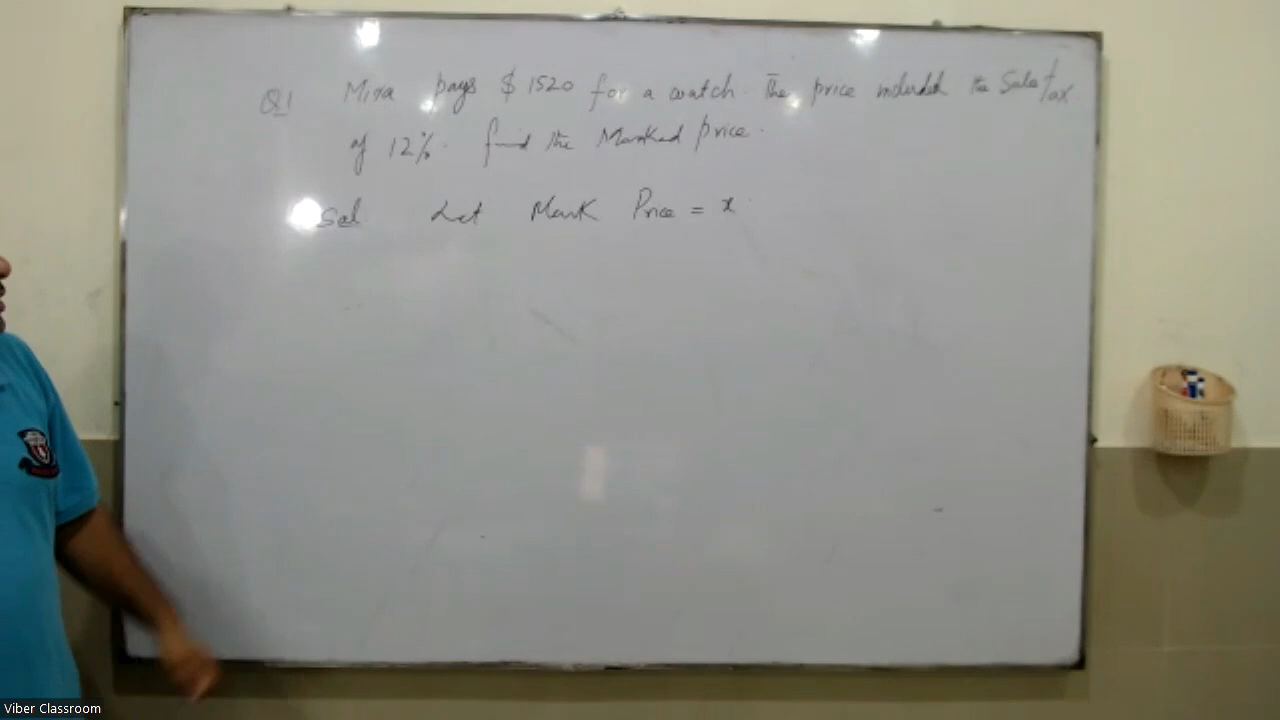 Q1 Mira pays $ 1520 for a watch. The price included the Sale tax
of 12%. find the Marked price.
Sol Let Mark Price = x
Viber Classroom